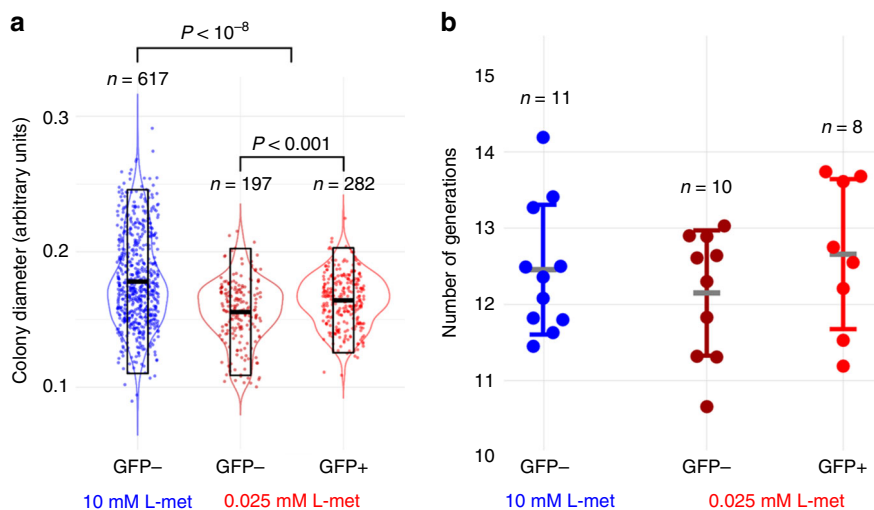 a
P < 10⁻⁸
n = 617
P < 0.001
n = 197
n = 282
Colony diameter (arbitrary units)
0.3
0.2
0.1
GFP–
GFP–
GFP+
10 mM L-met
0.025 mM L-met
b
Number of generations
15
14
13
12
11
10
n = 11
n = 10
n = 8
GFP–
GFP–
GFP+
10 mM L-met
0.025 mM L-met